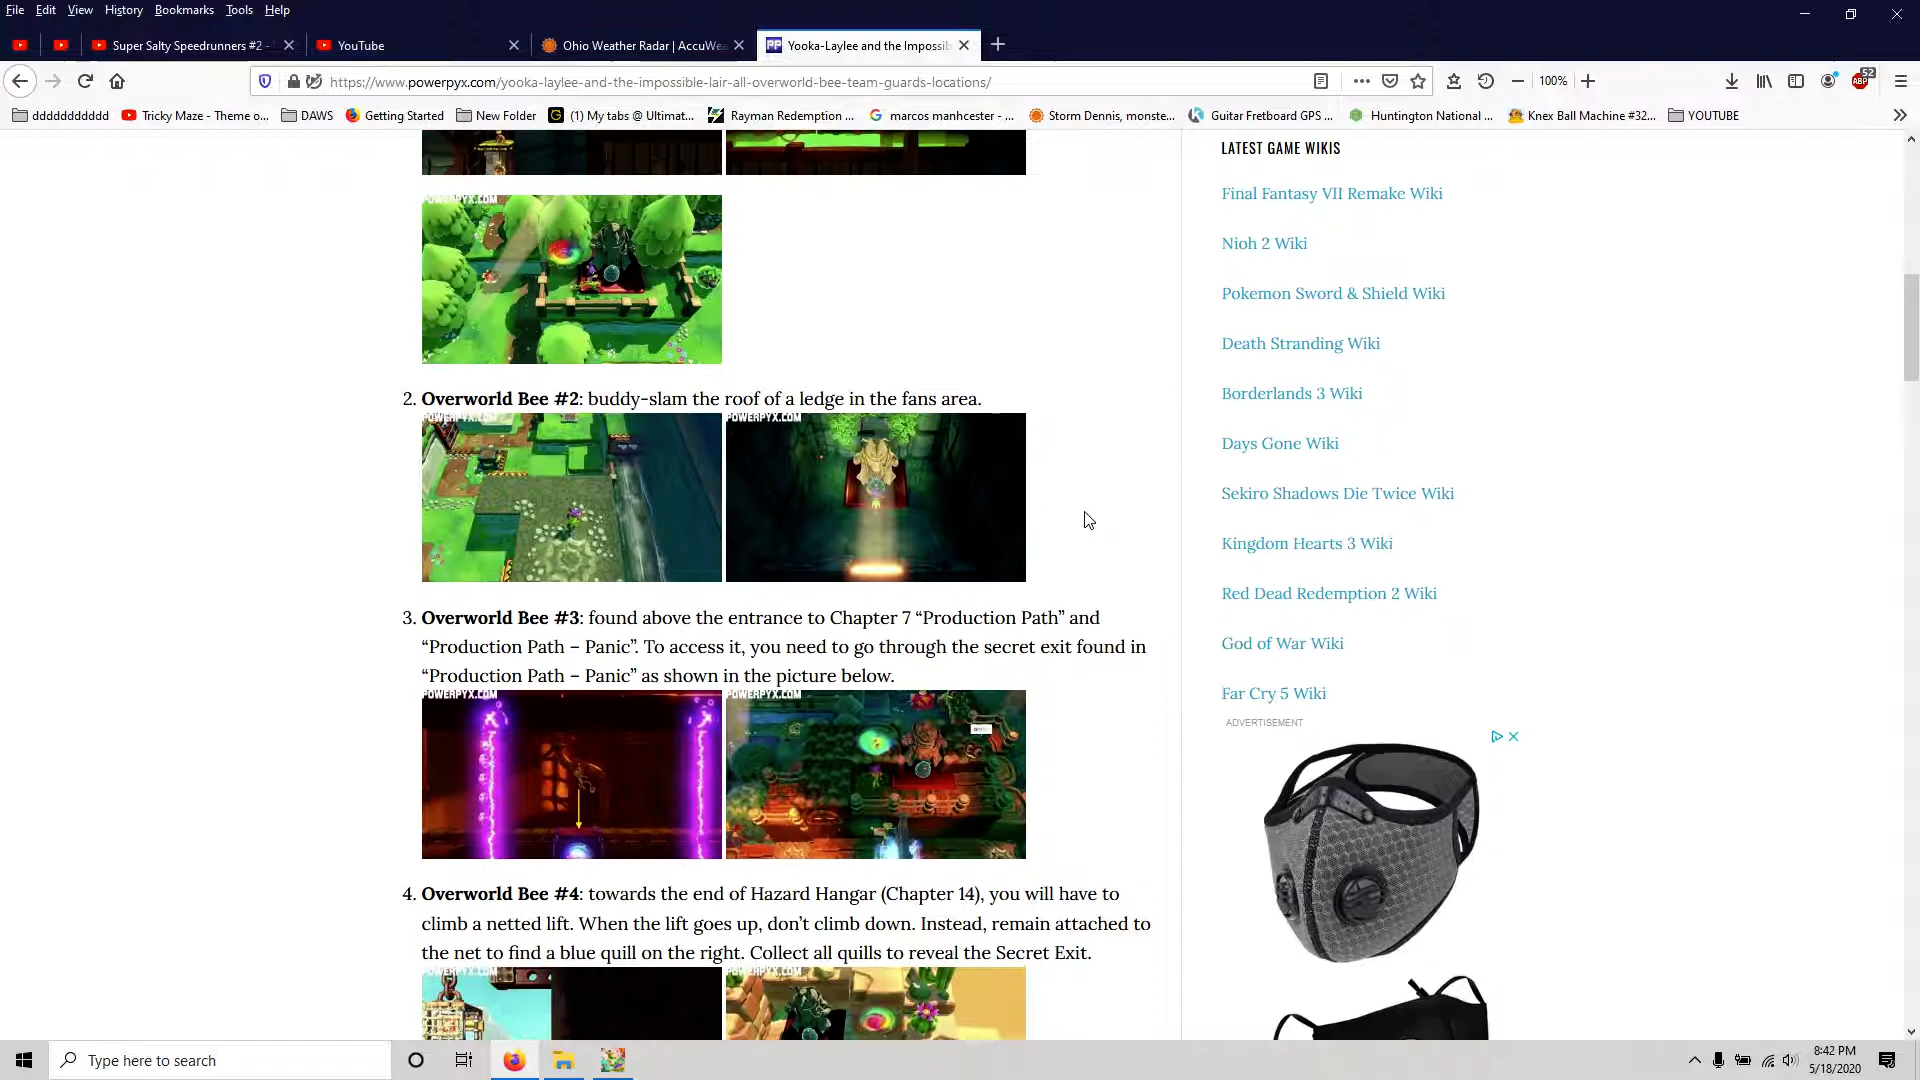 File Edit View History Bookmarks Tools Help
Super Salty Speedrunners #2 - YouTube Ohio Weather Radar | AccuWea Yooka-Laylee and the Impossib
https://www.powerpyx.com/yooka-laylee-and-the-impossible-lair-all-overworld-bee-team-guards-locations/ 100% 52 ABP
ddddddddddd Tricky Maze - Theme o... DAWS Getting Started New Folder (1) My tabs @ Ultimat... Rayman Redemption ... marcos manhcester - ... Storm Dennis, monste... Guitar Fretboard GPS ... Huntington National ... Knex Ball Machine #32... YOUTUBE
POWERPYX.COM
2. Overworld Bee #2: buddy-slam the roof of a ledge in the fans area.
POWERPYX.COM POWERPYX.COM
3. Overworld Bee #3: found above the entrance to Chapter 7 “Production Path” and
“Production Path – Panic”. To access it, you need to go through the secret exit found in
“Production Path – Panic” as shown in the picture below.
POWERPYX.COM POWERPYX.COM
4. Overworld Bee #4: towards the end of Hazard Hangar (Chapter 14), you will have to
climb a netted lift. When the lift goes up, don’t climb down. Instead, remain attached to
the net to find a blue quill on the right. Collect all quills to reveal the Secret Exit.
POWERPYX.COM POWERPYX.COM
LATEST GAME WIKIS
Final Fantasy VII Remake Wiki
Nioh 2 Wiki
Pokemon Sword & Shield Wiki
Death Stranding Wiki
Borderlands 3 Wiki
Days Gone Wiki
Sekiro Shadows Die Twice Wiki
Kingdom Hearts 3 Wiki
Red Dead Redemption 2 Wiki
God of War Wiki
Far Cry 5 Wiki
ADVERTISEMENT
Type here to search
8:42 PM
5/18/2020